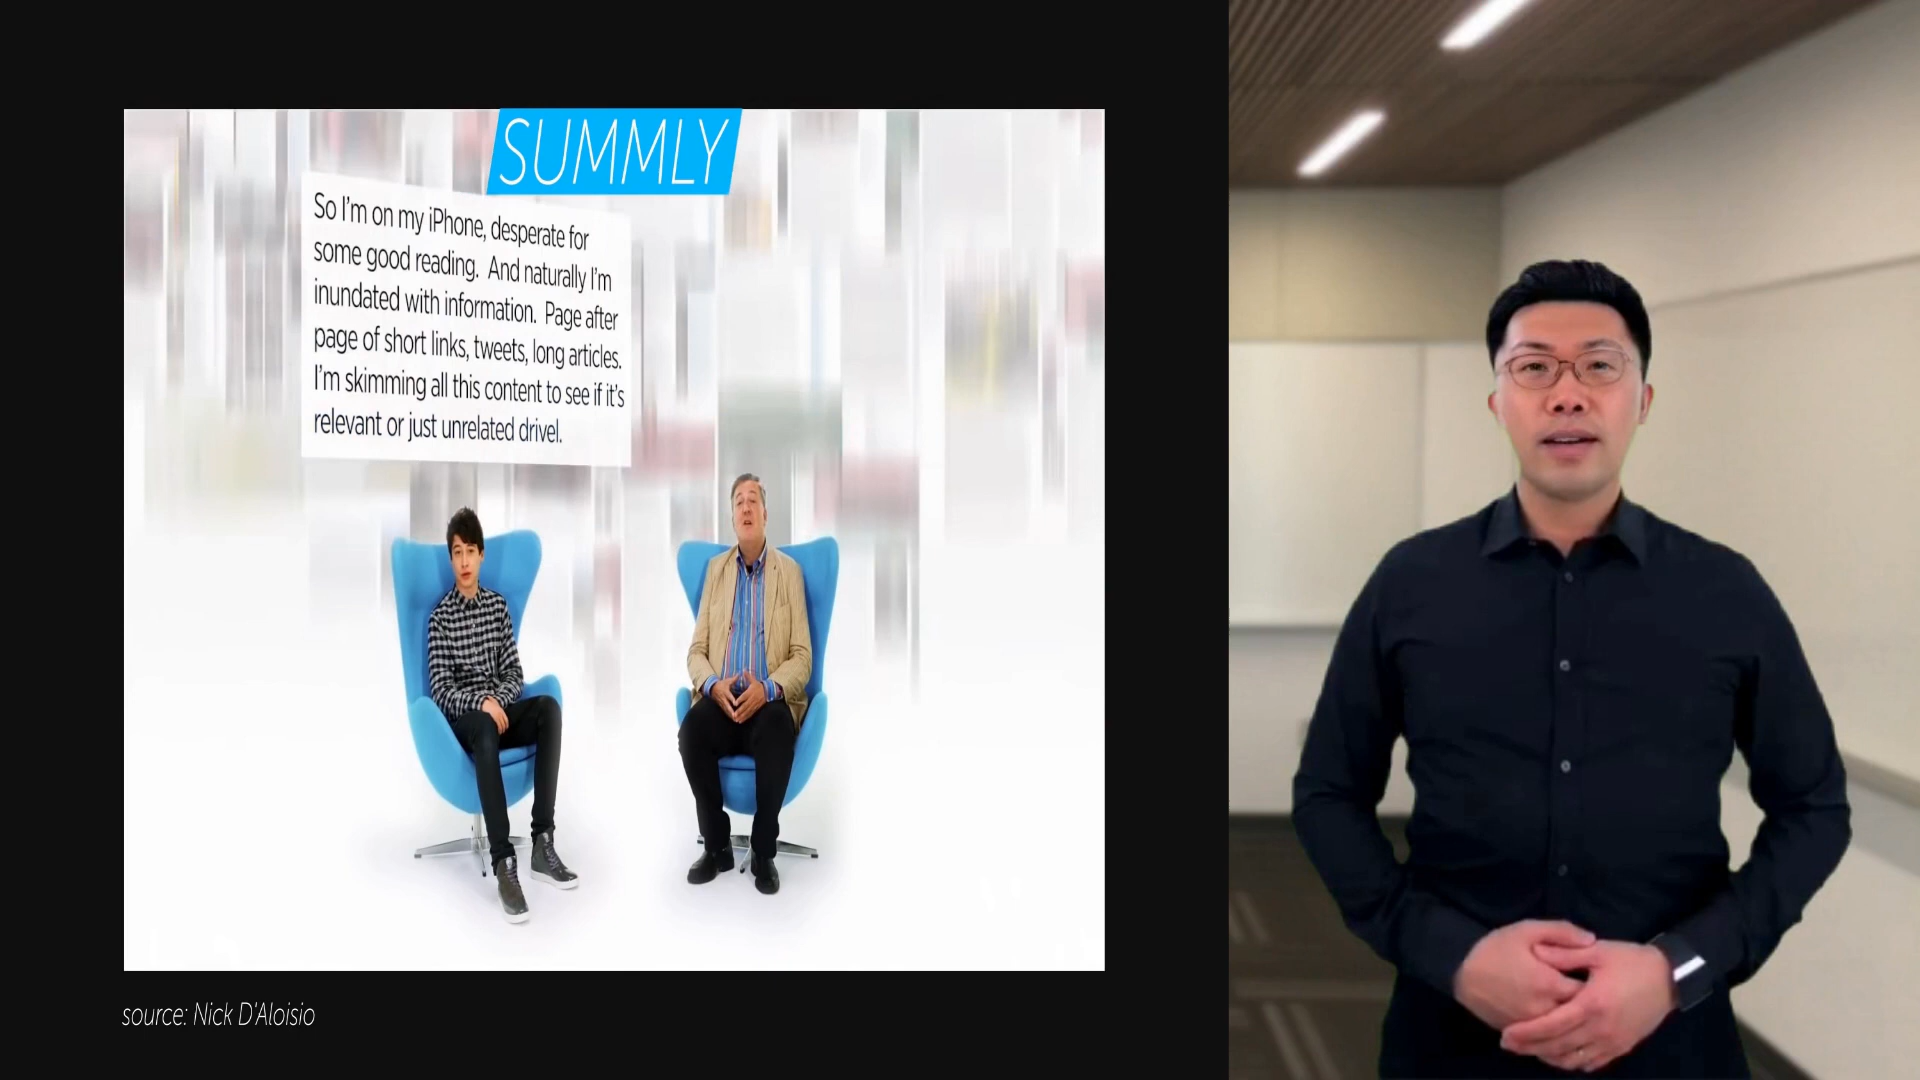 SUMMLY
So I'm on my iPhone, desperate for
some good reading. And naturally I'm
inundated with information. Page after
page of short links, tweets, long articles.
I'm skimming all this content to see if it's
relevant or just unrelated drivel.
source: Nick D'Aloisio